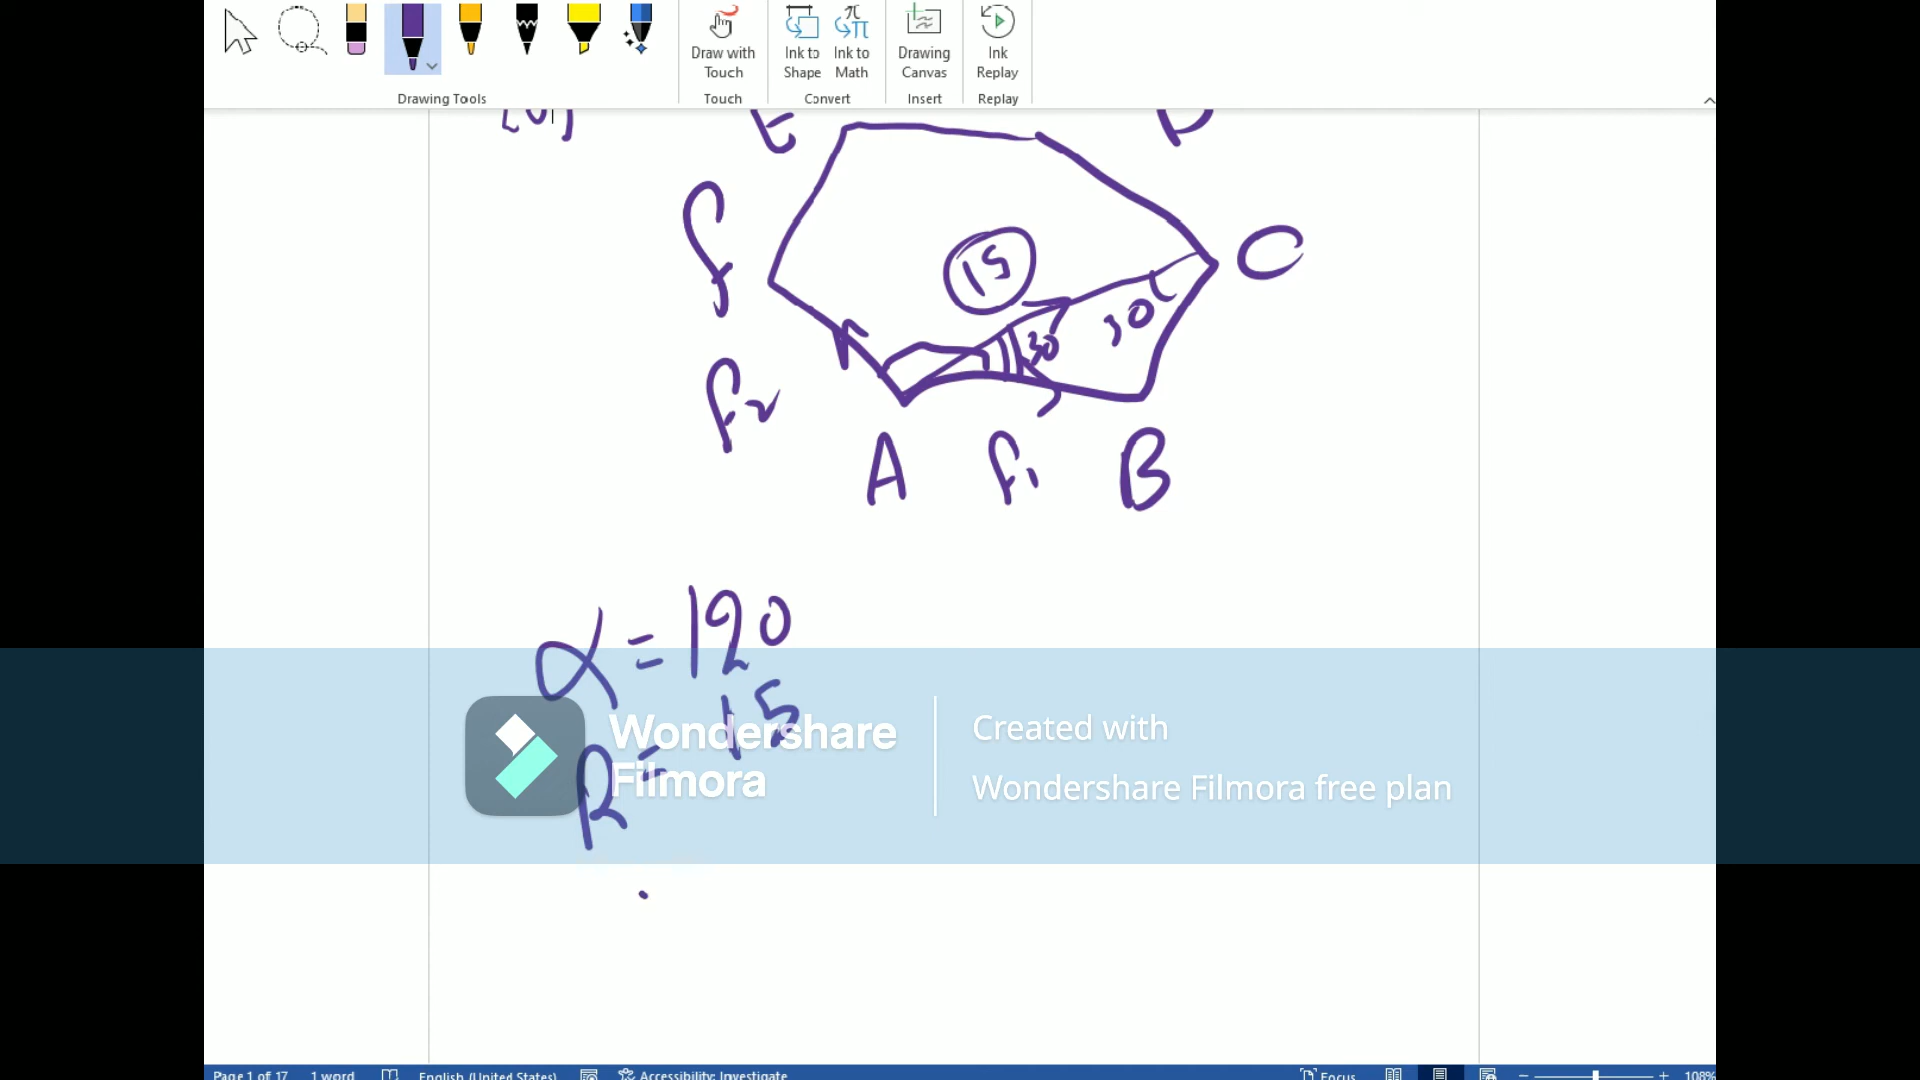 Draw with Touch
Ink to Shape
Ink to Math
Drawing Canvas
Ink Replay
Drawing Tools
Touch
Convert
Insert
Replay
E
D
f
C
15
30
30
F2
A
F1
B
α = 120
R = 15
Wondershare Filmora
Created with
Wondershare Filmora free plan
Page 1 of 17
1 word
English (United States)
Accessibility: Investigate
Focus
108%